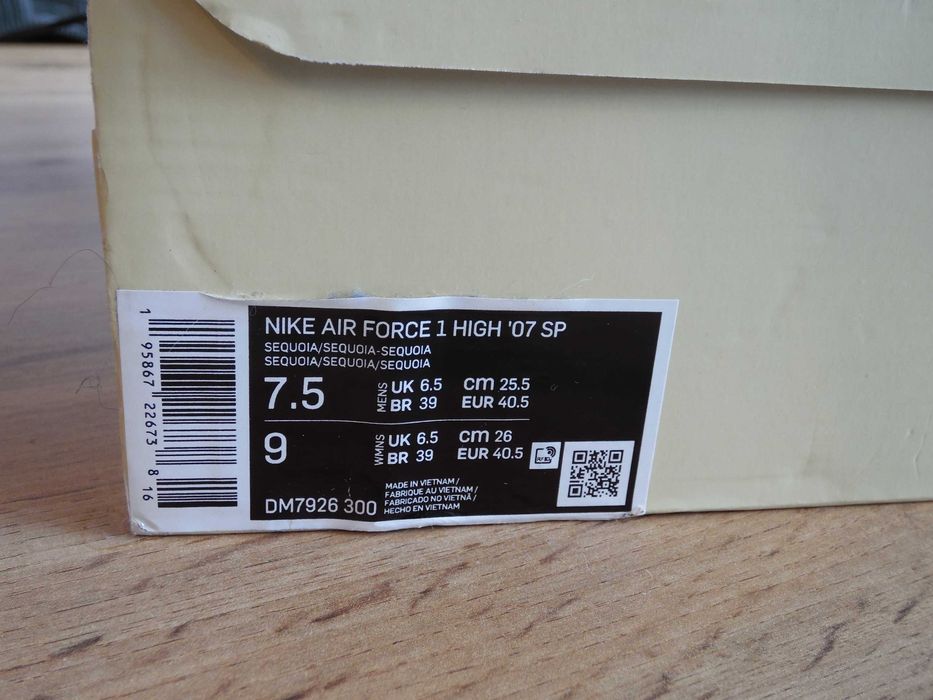 1 95867 22673 8 16
NIKE AIR FORCE 1 HIGH '07 SP
SEQUOIA/SEQUOIA-SEQUOIA
SEQUOIA/SEQUOIA/SEQUOIA
7.5 MENS UK 6.5 cm 25.5
BR 39 EUR 40.5
9 WMNS UK 6.5 cm 26
BR 39 EUR 40.5
DM7926 300
MADE IN VIETNAM /
FABRIQUE AU VIETNAM /
FABRICADO NO VIETNÃ /
HECHO EN VIETNAM